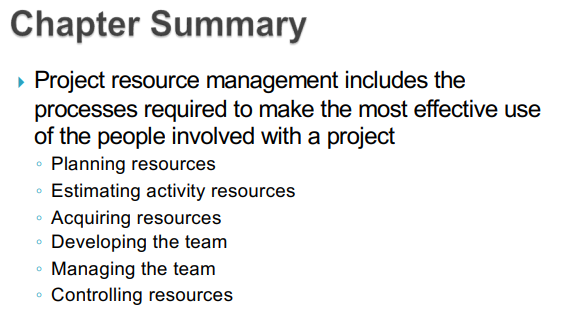 Chapter Summary
Project resource management includes the
processes required to make the most effective use
of the people involved with a project
Planning resources
Estimating activity resources
Acquiring resources
Developing the team
Managing the team
Controlling resources